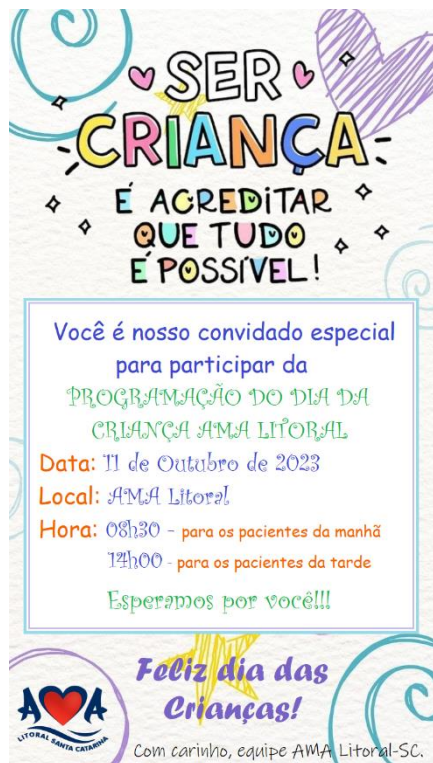 SER
CRIANÇA
É ACREDITAR
QUE TUDO
É POSSÍVEL!
Você é nosso convidado especial
para participar da
PROGRAMAÇÃO DO DIA DA
CRIANÇA AMA LITORAL
Data: 11 de Outubro de 2023
Local: AMA Litoral
Hora: 08h30 - para os pacientes da manhã
14h00 - para os pacientes da tarde
Esperamos por você!!!
Feliz dia das
Crianças!
AMA
LITORAL SANTA CATARINA
Com carinho, equipe AMA Litoral-SC.